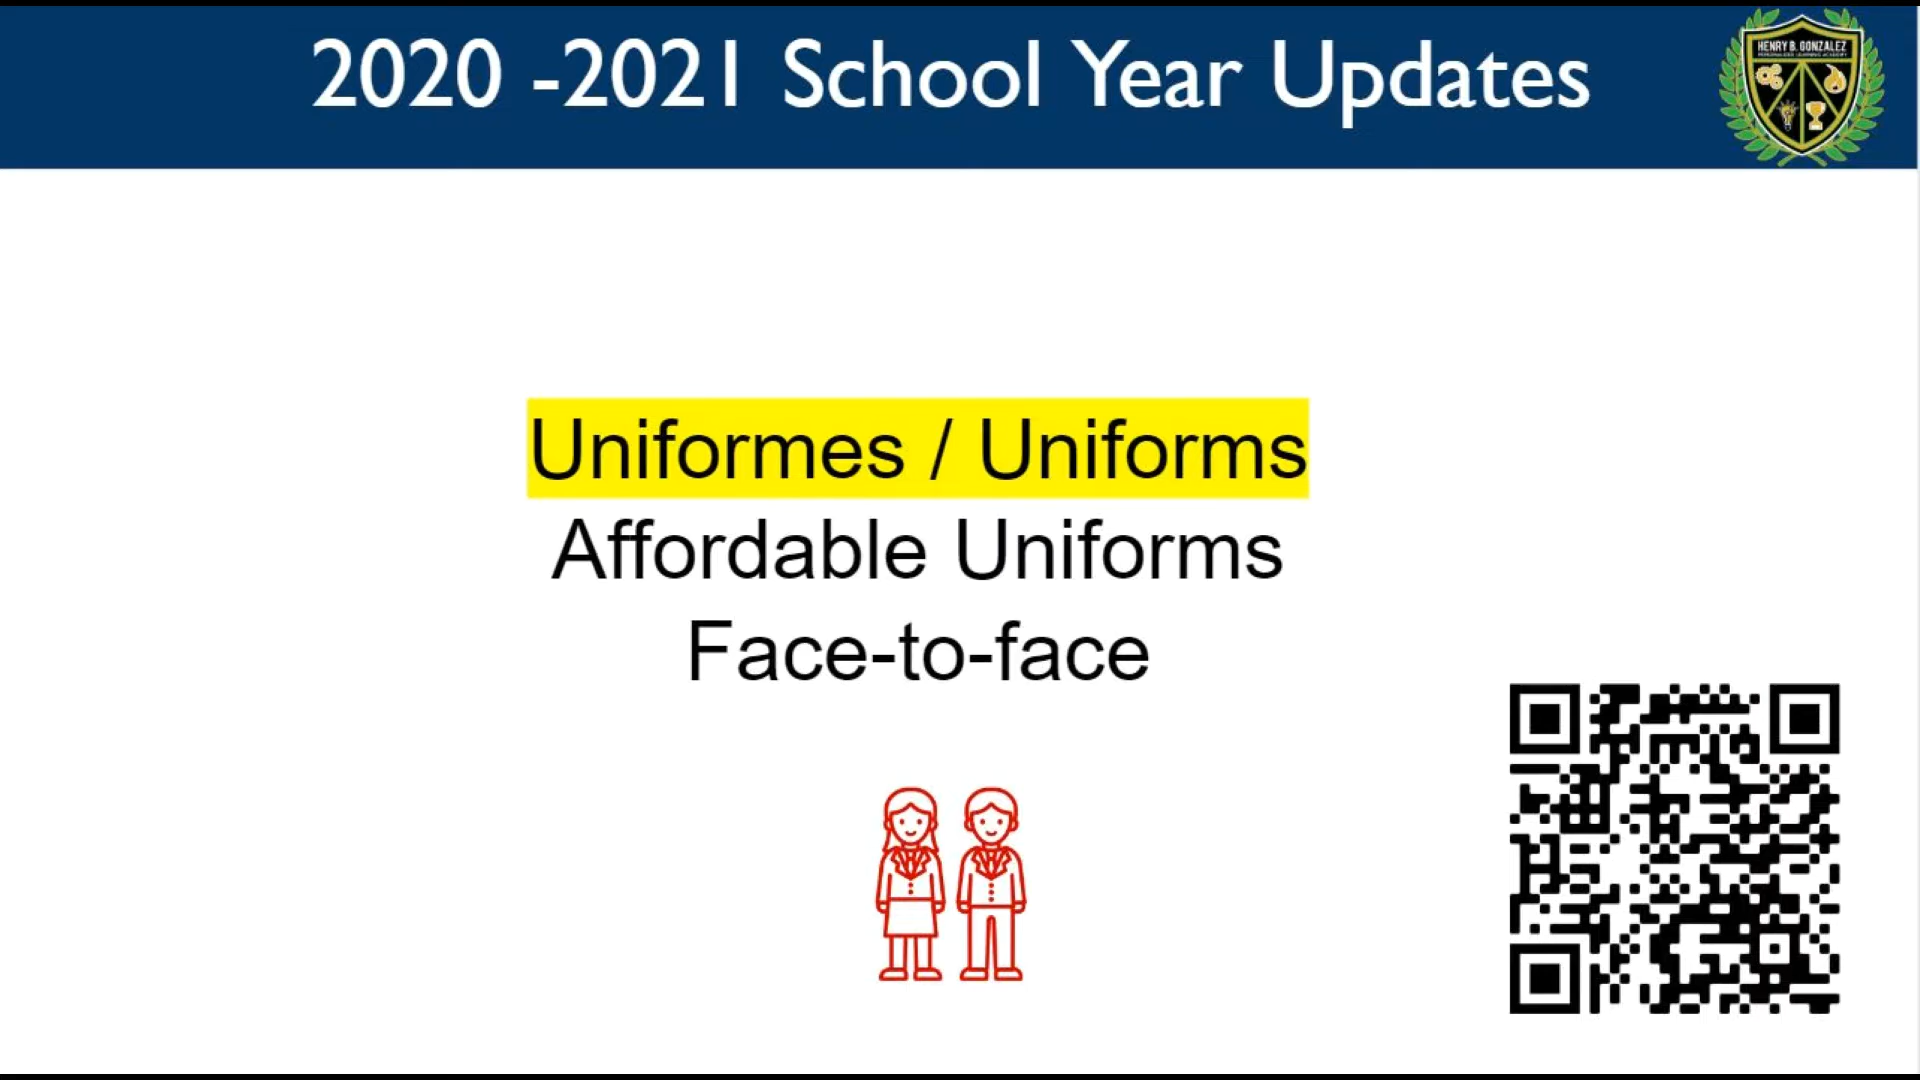 2020 -2021 School Year Updates
HENRY B. GONZALEZ
Uniformes / Uniforms
Affordable Uniforms
Face-to-face